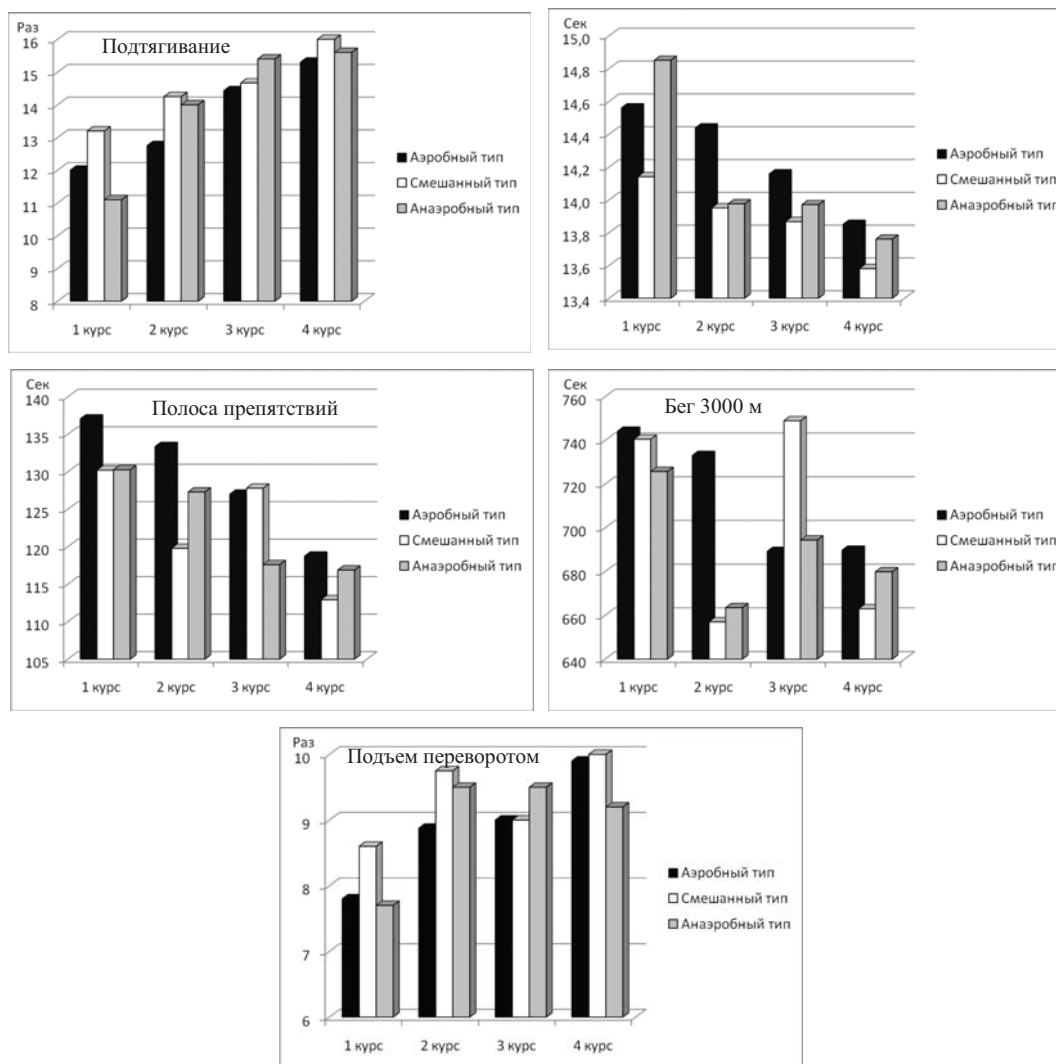 Раз
Подтягивание
16
15
14
13
12
11
10
9
8
1 курс 2 курс 3 курс 4 курс
Аэробный тип
Смешанный тип
Анаэробный тип
Сек
15,0
14,8
14,6
14,4
14,2
14,0
13,8
13,6
13,4
1 курс 2 курс 3 курс 4 курс
Аэробный тип
Смешанный тип
Анаэробный тип
Сек
Полоса препятствий
140
135
130
125
120
115
110
105
1 курс 2 курс 3 курс 4 курс
Аэробный тип
Смешанный тип
Анаэробный тип
Сек
Бег 3000 м
760
740
720
700
680
660
640
1 курс 2 курс 3 курс 4 курс
Аэробный тип
Смешанный тип
Анаэробный тип
Раз
Подъем переворотом
10
9
8
7
6
1 курс 2 курс 3 курс 4 курс
Аэробный тип
Смешанный тип
Анаэробный тип